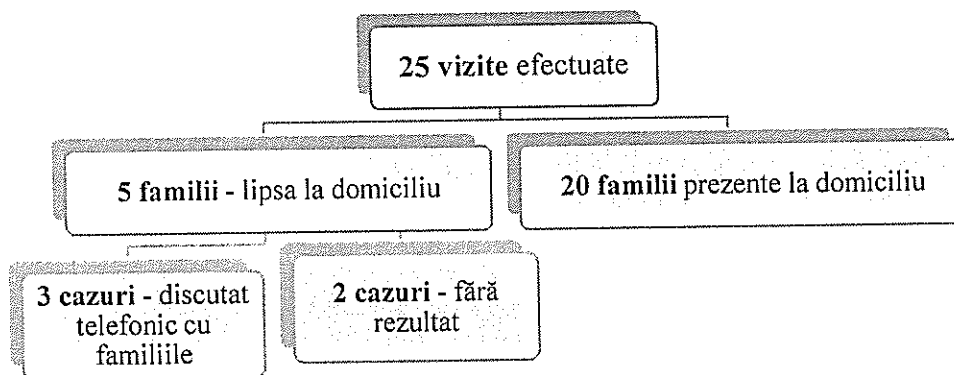 25 vizite efectuate
5 familii - lipsa la domiciliu
20 familii prezente la domiciliu
3 cazuri - discutat
telefonic cu
familiile
2 cazuri - fără
rezultat